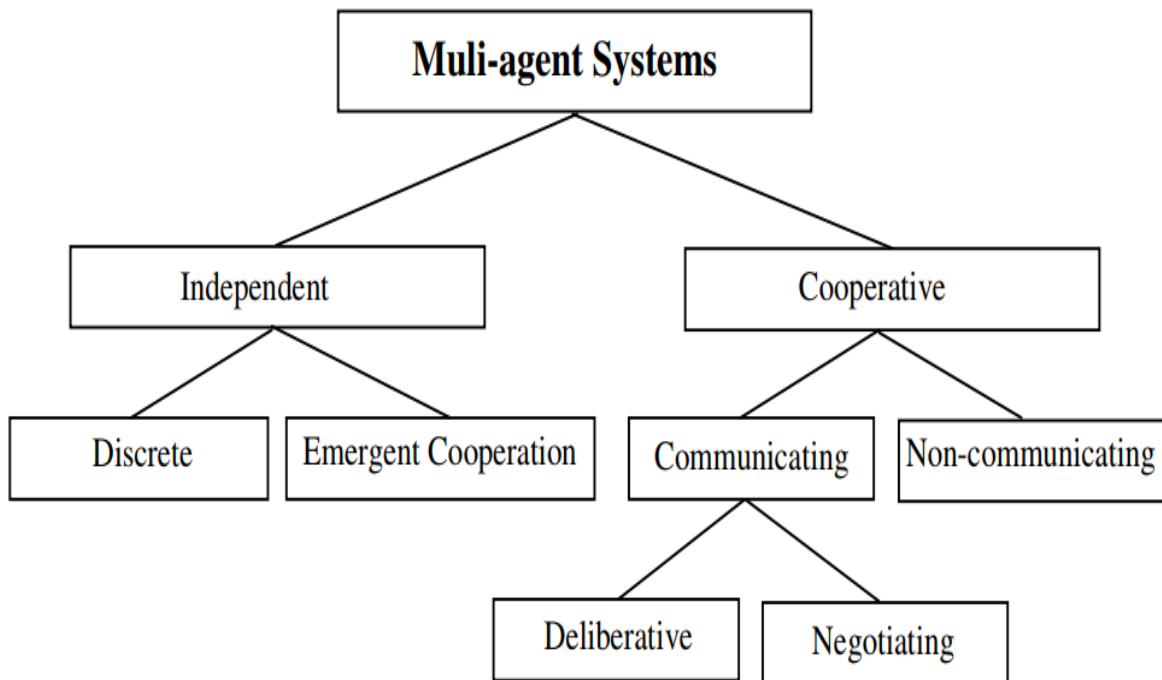 Muli-agent Systems
Independent
Cooperative
Discrete
Emergent Cooperation
Communicating
Non-communicating
Deliberative
Negotiating